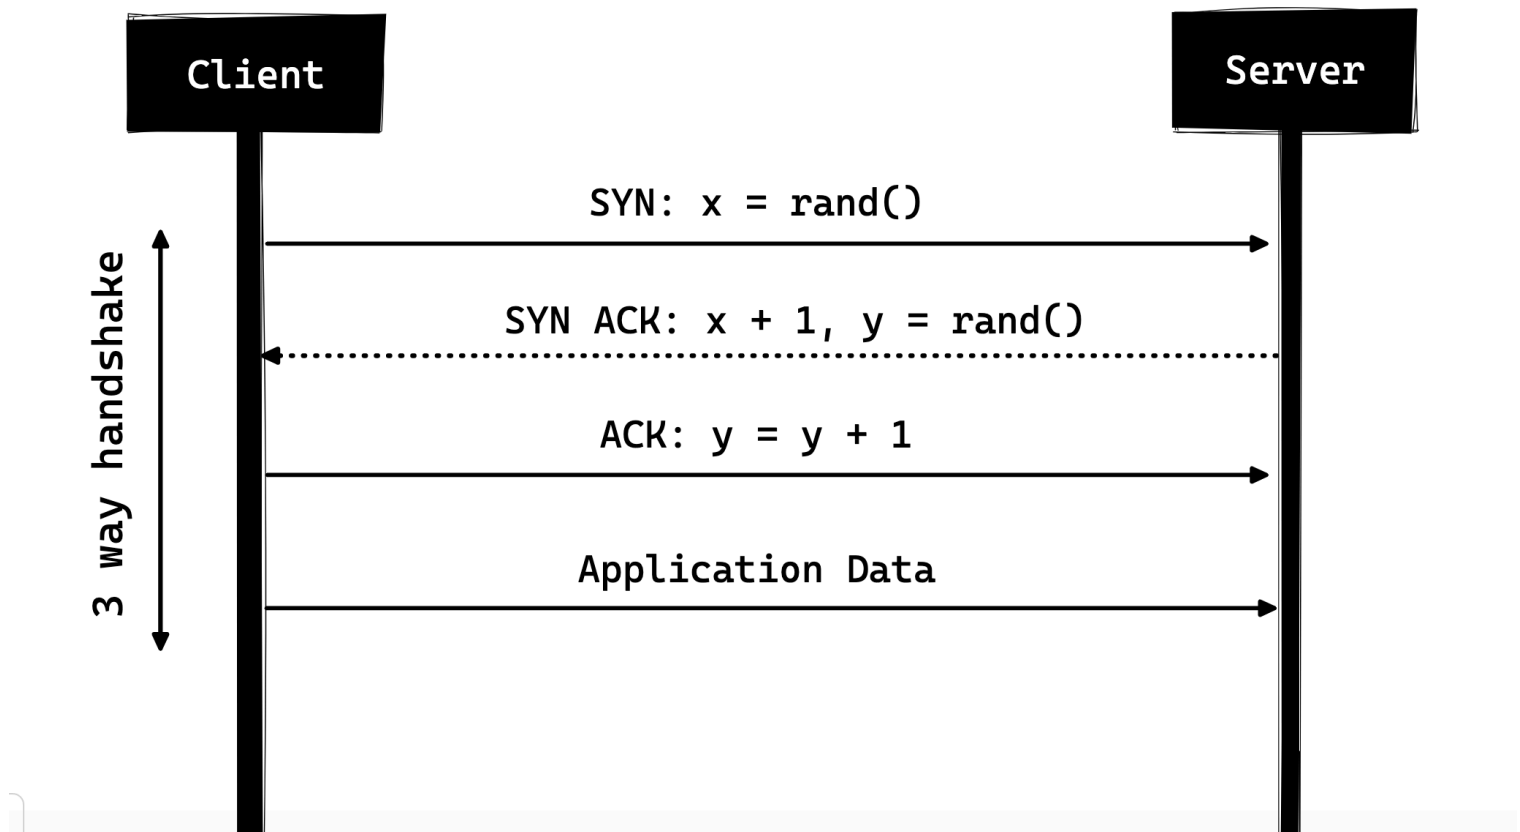 Client
Server
SYN: x = rand()
SYN ACK: x + 1, y = rand()
ACK: y = y + 1
Application Data
3 way handshake